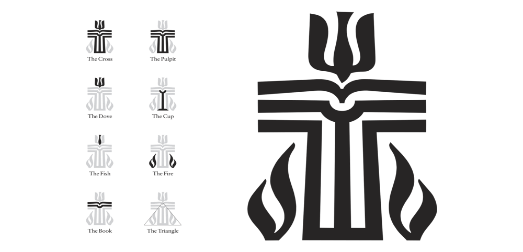 The Cross
The Pulpit
The Dove
The Cup
The Fish
The Fire
The Book
The Triangle